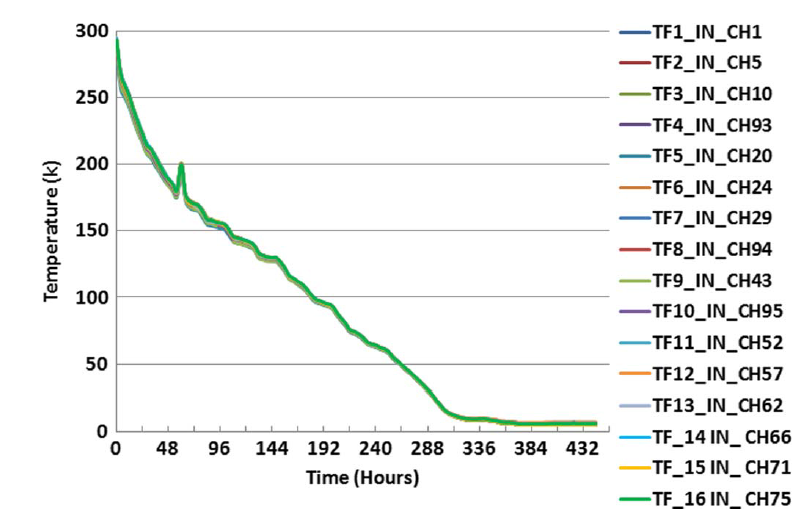 300
250
200
150
100
50
0
Temperature (k)
0 48 96 144 192 240 288 336 384 432
Time (Hours)
TF1_IN_CH1
TF2_IN_CH5
TF3_IN_CH10
TF4_IN_CH93
TF5_IN_CH20
TF6_IN_CH24
TF7_IN_CH29
TF8_IN_CH94
TF9_IN_CH43
TF10_IN_CH95
TF11_IN_CH52
TF12_IN_CH57
TF13_IN_CH62
TF_14 IN_ CH66
TF_15 IN_ CH71
TF_16 IN_ CH75